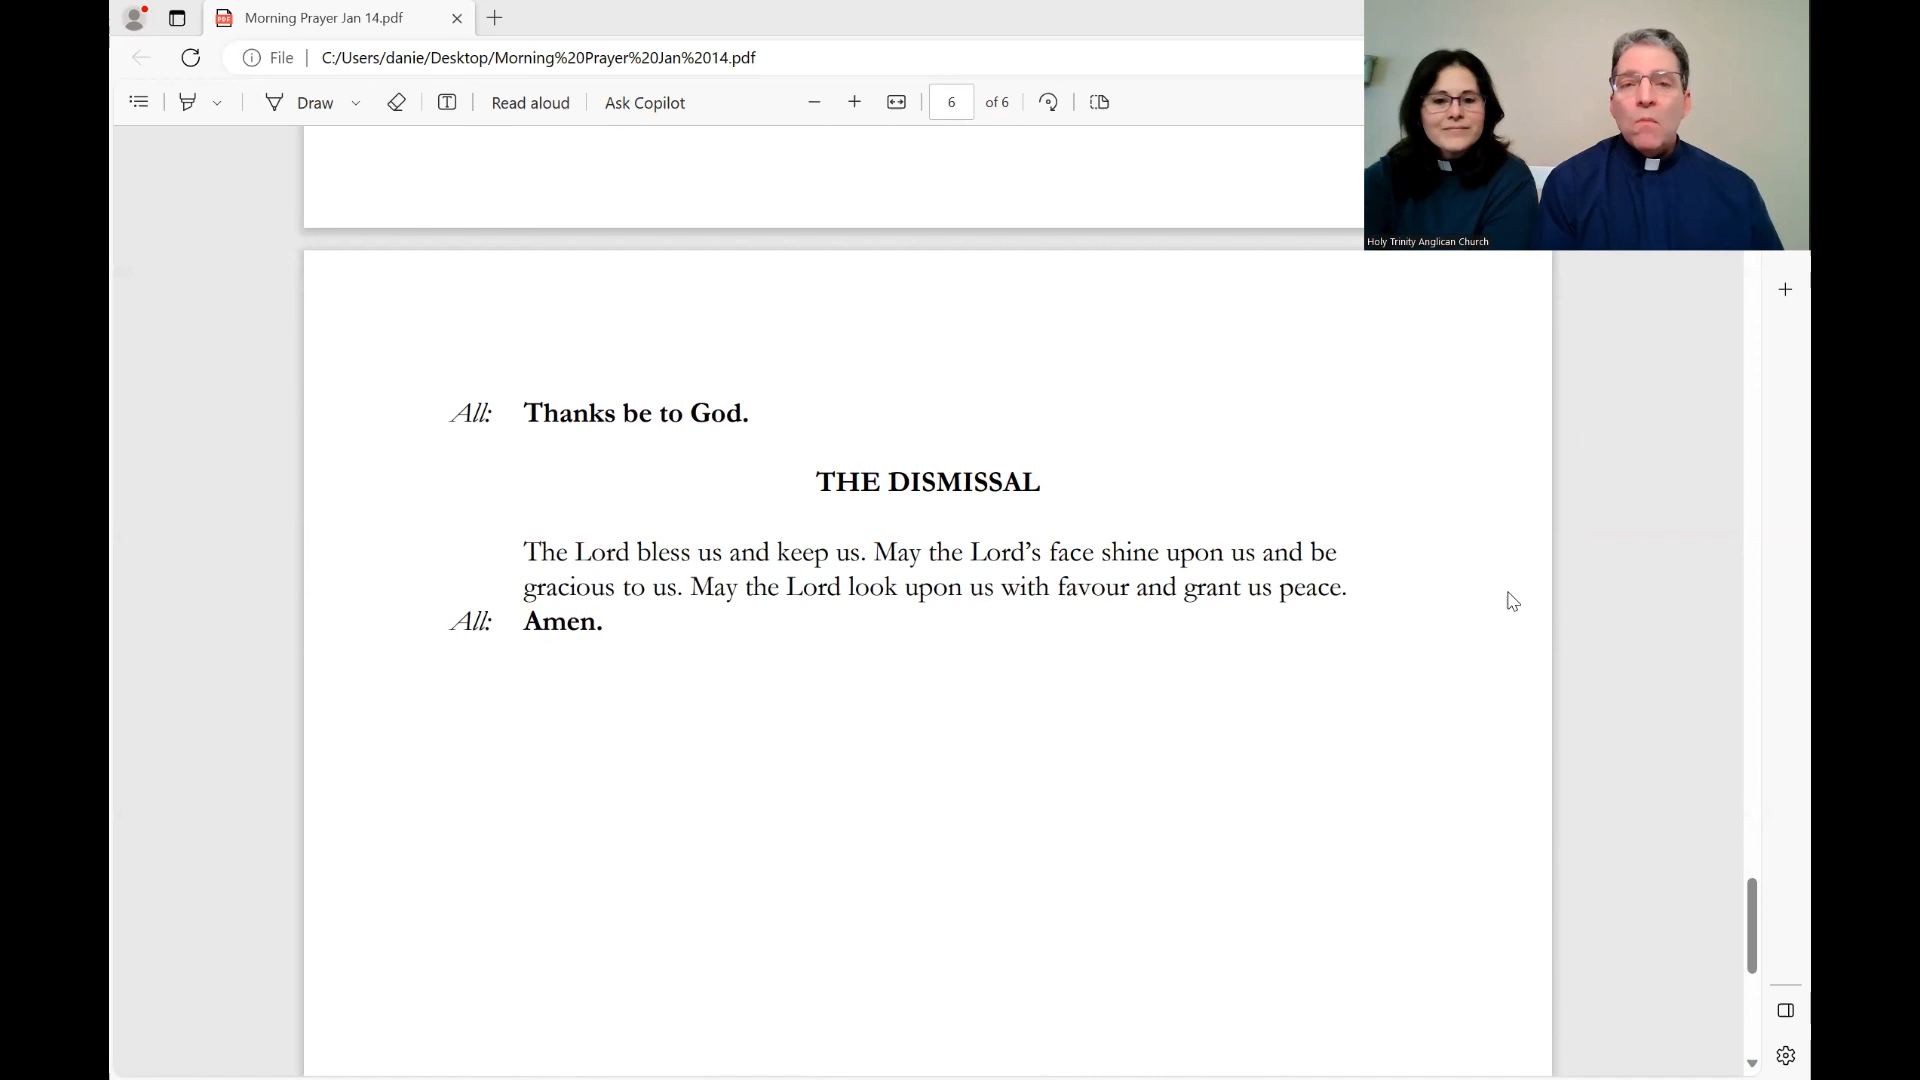 Morning Prayer Jan 14.pdf
File C:/Users/danie/Desktop/Morning%20Prayer%20Jan%2014.pdf
Draw Read aloud Ask Copilot 6 of 6
Holy Trinity Anglican Church
All: Thanks be to God.
THE DISMISSAL
The Lord bless us and keep us. May the Lord’s face shine upon us and be
gracious to us. May the Lord look upon us with favour and grant us peace.
All: Amen.